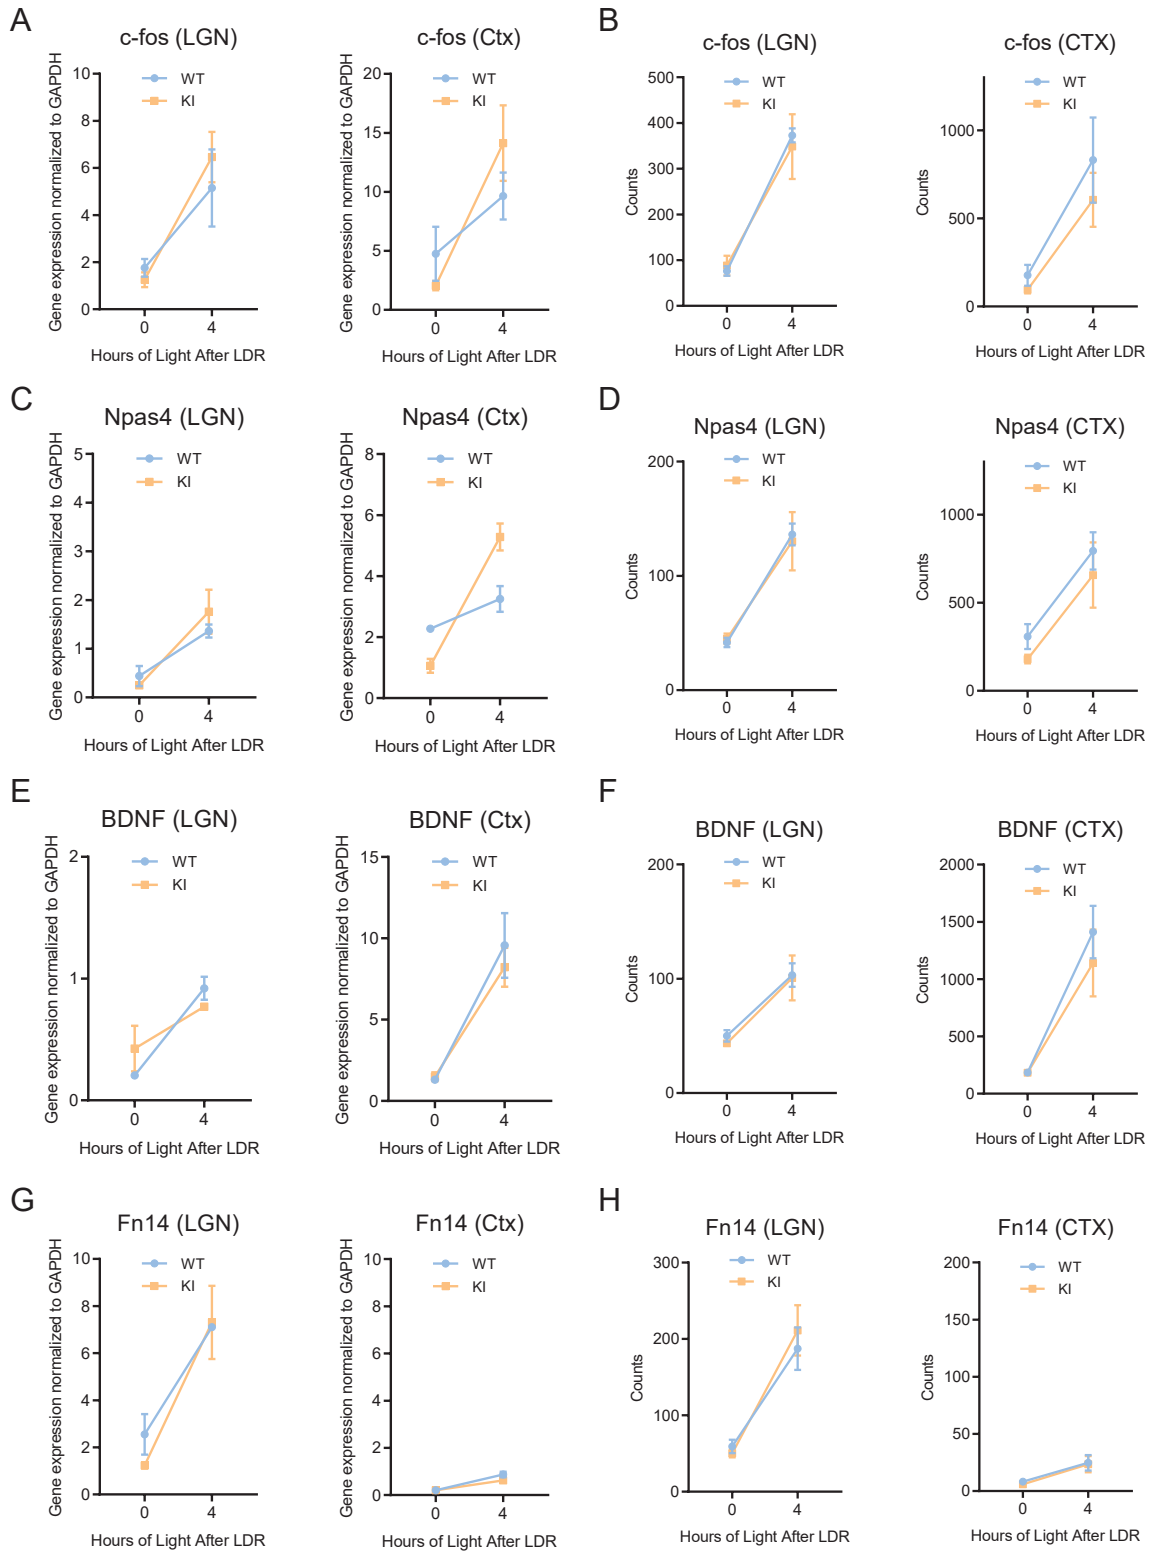 A
c-fos (LGN)
Gene expression normalized to GAPDH
10
8
6
4
2
0
WT
KI
0 4
Hours of Light After LDR
c-fos (Ctx)
Gene expression normalized to GAPDH
20
15
10
5
0
WT
KI
0 4
Hours of Light After LDR
B
c-fos (LGN)
Counts
500
400
300
200
100
0
WT
KI
0 4
Hours of Light After LDR
c-fos (CTX)
Counts
1000
500
0
WT
KI
0 4
Hours of Light After LDR
C
Npas4 (LGN)
Gene expression normalized to GAPDH
5
4
3
2
1
0
WT
KI
0 4
Hours of Light After LDR
Npas4 (Ctx)
Gene expression normalized to GAPDH
8
6
4
2
0
WT
KI
0 4
Hours of Light After LDR
D
Npas4 (LGN)
Counts
200
100
0
WT
KI
0 4
Hours of Light After LDR
Npas4 (CTX)
Counts
1000
500
0
WT
KI
0 4
Hours of Light After LDR
E
BDNF (LGN)
Gene expression normalized to GAPDH
2
1
0
WT
KI
0 4
Hours of Light After LDR
BDNF (Ctx)
Gene expression normalized to GAPDH
15
10
5
0
WT
KI
0 4
Hours of Light After LDR
F
BDNF (LGN)
Counts
200
100
0
WT
KI
0 4
Hours of Light After LDR
BDNF (CTX)
Counts
2000
1500
1000
500
0
WT
KI
0 4
Hours of Light After LDR
G
Fn14 (LGN)
Gene expression normalized to GAPDH
10
8
6
4
2
0
WT
KI
0 4
Hours of Light After LDR
Fn14 (Ctx)
Gene expression normalized to GAPDH
10
8
6
4
2
0
WT
KI
0 4
Hours of Light After LDR
H
Fn14 (LGN)
Counts
300
200
100
0
WT
KI
0 4
Hours of Light After LDR
Fn14 (CTX)
Counts
200
150
100
50
0
WT
KI
0 4
Hours of Light After LDR